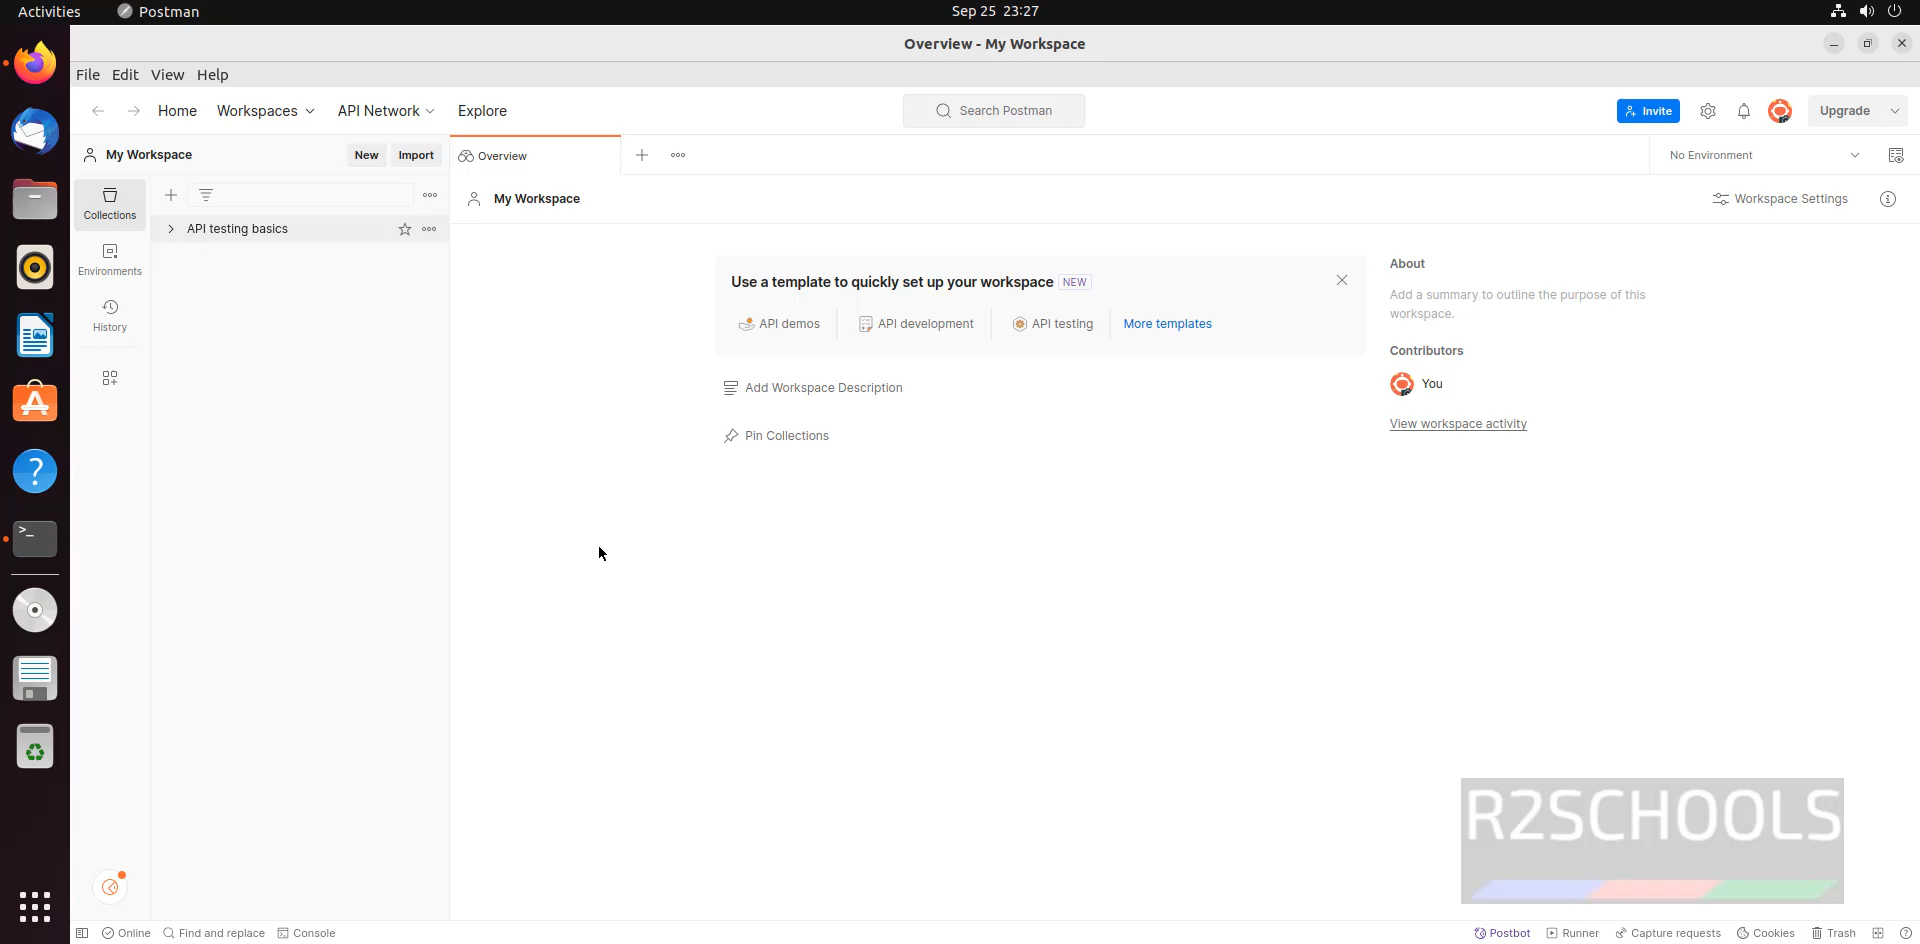 Activities Postman Sep 25 23:27
Overview - My Workspace
File Edit View Help
Home Workspaces API Network Explore Search Postman Invite Upgrade
My Workspace New Import Overview No Environment
Collections
My Workspace Workspace Settings
API testing basics
Environments
History
Use a template to quickly set up your workspace NEW
API demos API development API testing More templates
Add Workspace Description
Pin Collections
About
Add a summary to outline the purpose of this
workspace.
Contributors
You
View workspace activity
R2SCHOOLS
Online Find and replace Console Postbot Runner Capture requests Cookies Trash